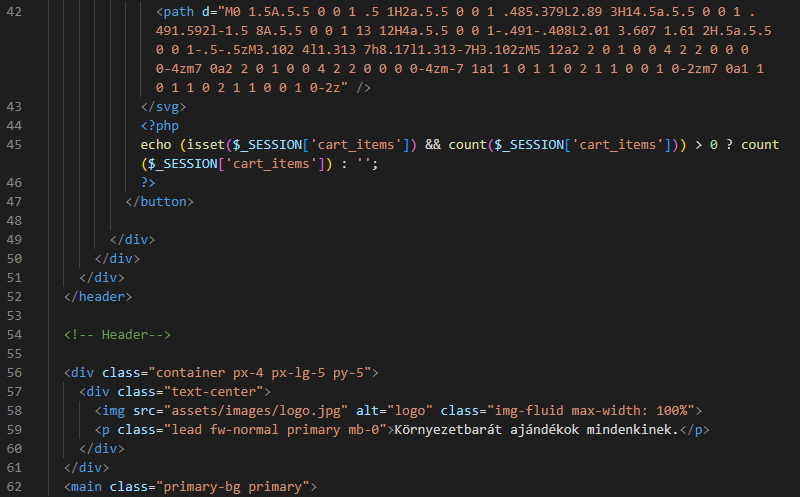 42 <path d="M0 1.5A.5.5 0 0 1 .5 1H2a.5.5 0 0 1 .485.379L2.89 3H14.5a.5.5 0 0 1 .
491.592l-1.5 8A.5.5 0 0 1 13 12H4a.5.5 0 0 1-.491-.408L2.01 3.607 1.61 2H.5a.5.5
0 0 1-.5-.5zM3.102 4l1.313 7h8.17l1.313-7H3.102zM5 12a2 2 0 1 0 0 4 2 2 0 0 0
0-4zm7 0a2 2 0 1 0 0 4 2 2 0 0 0 0-4zm-7 1a1 1 0 1 1 0 2 1 1 0 0 1 0-2zm7 0a1 1
0 1 1 0 2 1 1 0 0 1 0-2z" />
43 </svg>
44 <?php
45 echo (isset($_SESSION['cart_items']) && count($_SESSION['cart_items'])) > 0 ? count
($_SESSION['cart_items']) : '';
46 ?>
47 </button>
48
49 </div>
50 </div>
51 </div>
52 </header>
53
54 <!-- Header-->
55
56 <div class="container px-4 px-lg-5 py-5">
57 <div class="text-center">
58 <img src="assets/images/logo.jpg" alt="logo" class="img-fluid max-width: 100%">
59 <p class="lead fw-normal primary mb-0">Környezetbarát ajándékok mindenkinek.</p>
60 </div>
61 </div>
62 <main class="primary-bg primary">